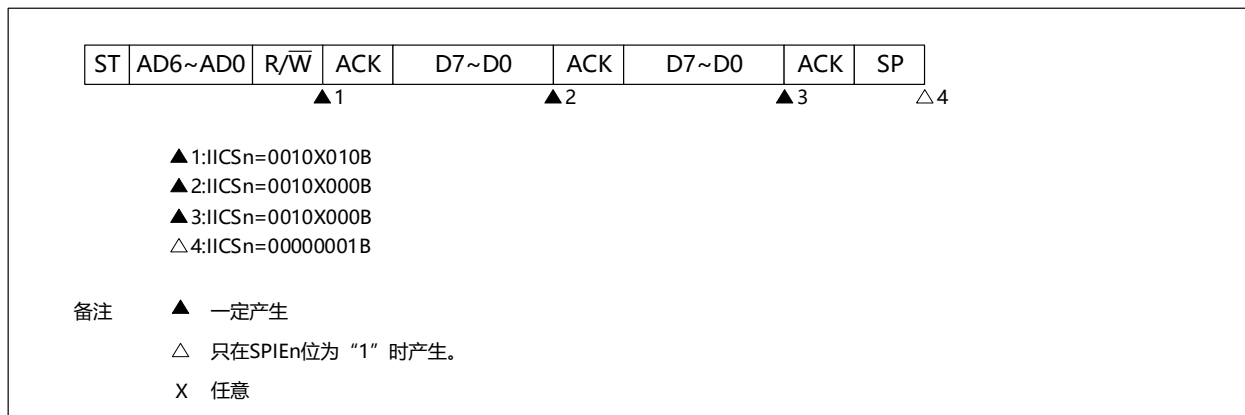 ST AD6~AD0 R/W̅ ACK D7~D0 ACK D7~D0 ACK SP
▲1 ▲2 ▲3 △4
▲1:IICSn=0010X010B
▲2:IICSn=0010X000B
▲3:IICSn=0010X000B
△4:IICSn=00000001B
备注 ▲ 一定产生
△ 只在SPIEn位为“1”时产生。
X 任意